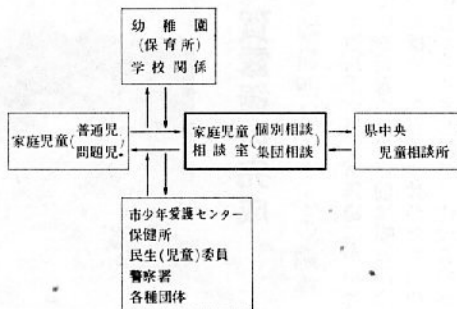 幼稚園
(保育所)
学校関係
家庭児童(普通児
問題児)
家庭児童
相談室
(個別相談
集団相談)
県中央
児童相談所
市少年愛護センター
保健所
民生(児童)委員
警察署
各種団体